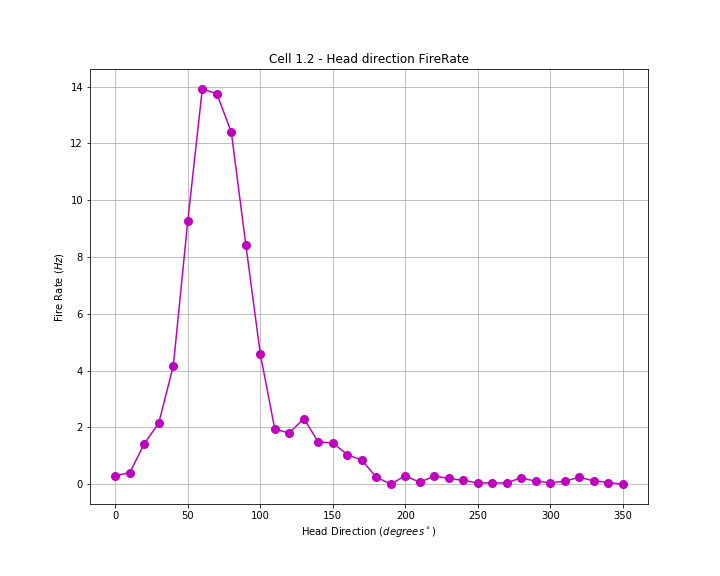 Cell 1.2 - Head direction FireRate
14
12
10
8
6
4
2
0
Fire Rate (Hz)
0 50 100 150 200 250 300 350
Head Direction (degrees°)